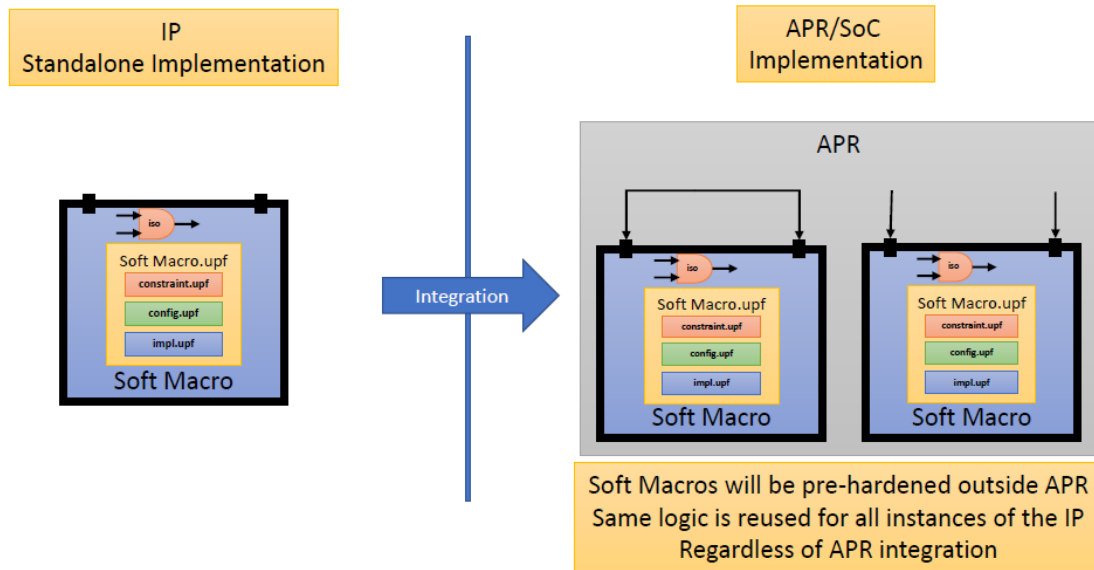 IP
Standalone Implementation
APR/SoC
Implementation
iso
Soft Macro.upf
constraint.upf
config.upf
impl.upf
Soft Macro
Integration
APR
iso
Soft Macro.upf
constraint.upf
config.upf
impl.upf
Soft Macro
iso
Soft Macro.upf
constraint.upf
config.upf
impl.upf
Soft Macro
Soft Macros will be pre-hardened outside APR
Same logic is reused for all instances of the IP
Regardless of APR integration